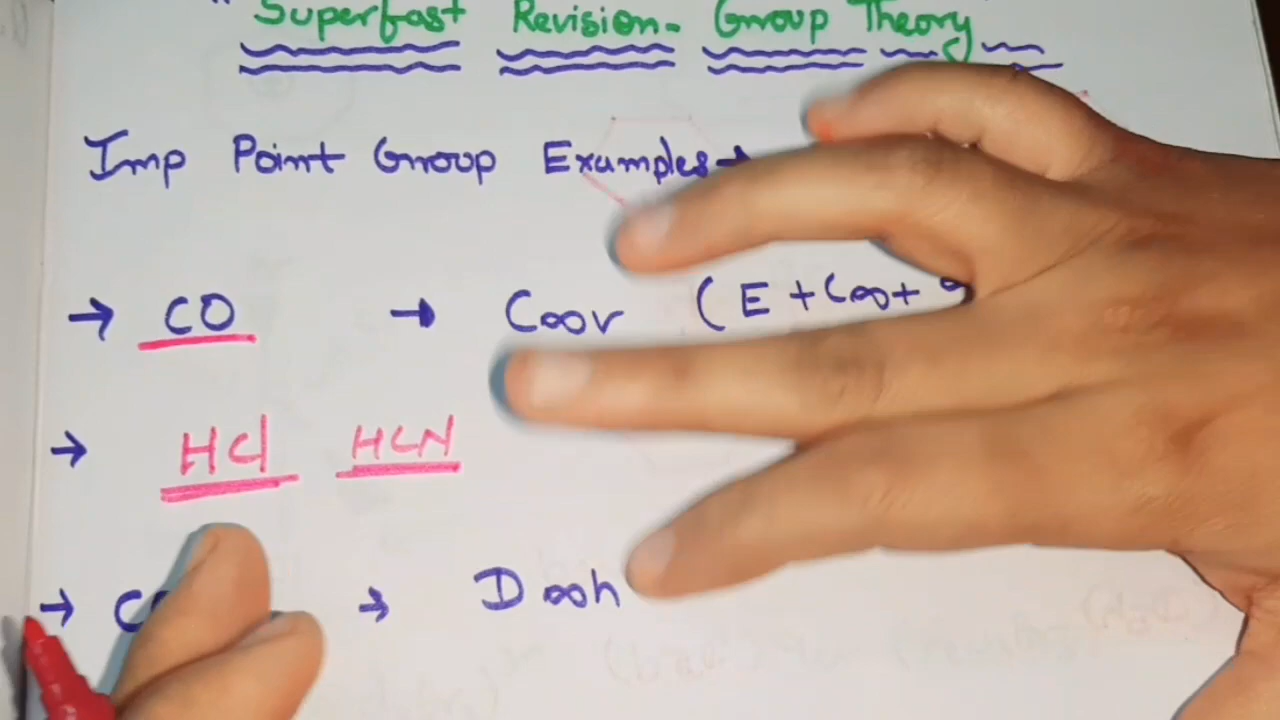 " Superfast Revision- Group Theory
Imp Point Group Examples→
→ CO → C∞v ( E + C∞ +
→ HCl HCN
→ → D∞h